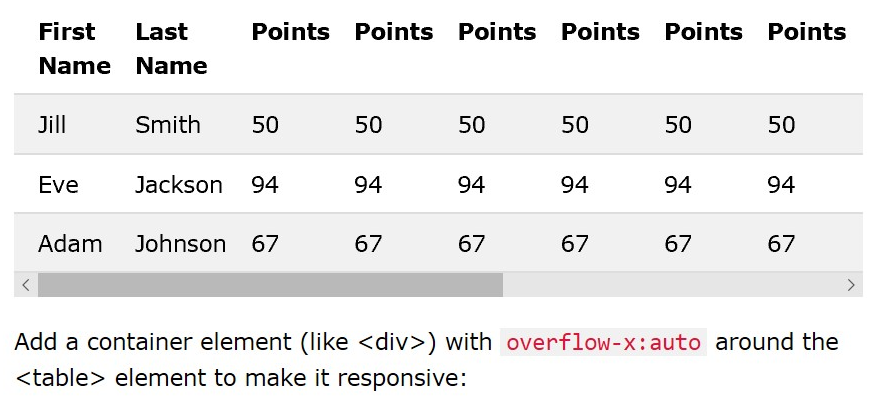 First Name Last Name Points Points Points Points Points Points
Jill Smith 50 50 50 50 50 50
Eve Jackson 94 94 94 94 94 94
Adam Johnson 67 67 67 67 67 67
Add a container element (like <div>) with overflow-x:auto around the
<table> element to make it responsive: